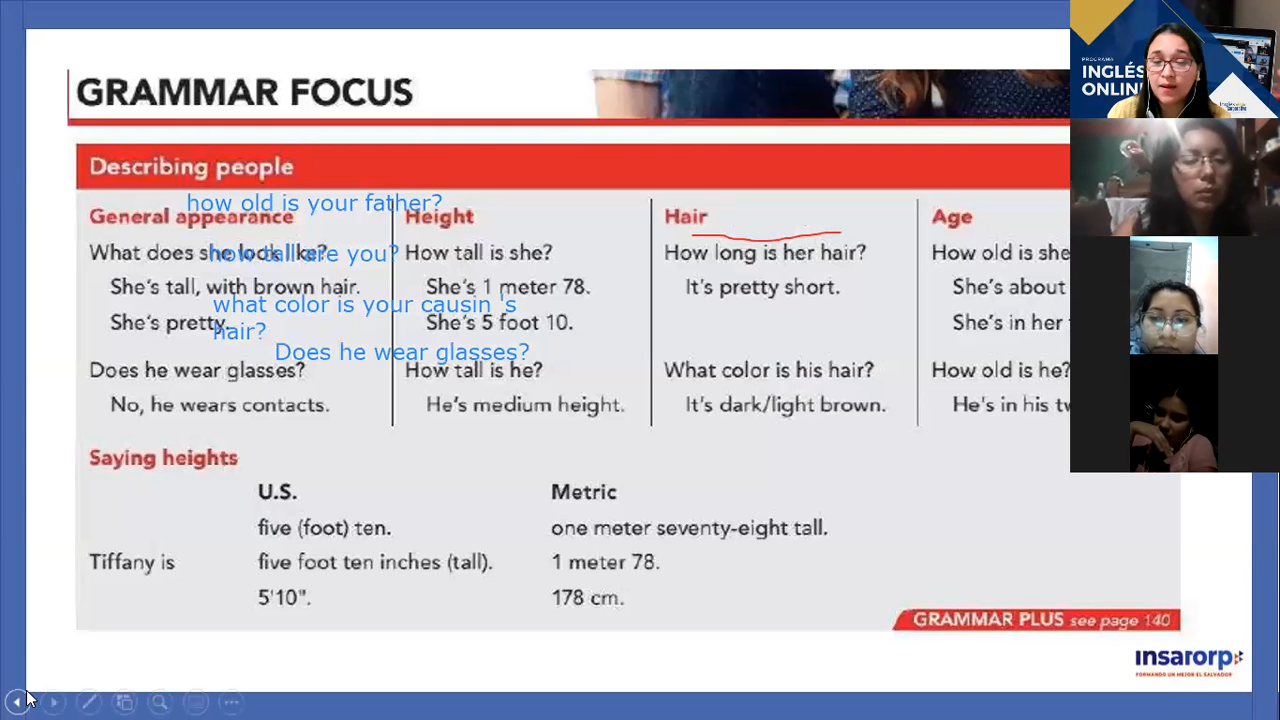 GRAMMAR FOCUS
Describing people
General appearance
What does she look like?
She's tall, with brown hair.
She's pretty.
Does he wear glasses?
No, he wears contacts.
Height
How tall is she?
She's 1 meter 78.
She's 5 foot 10.
How tall is he?
He's medium height.
Hair
How long is her hair?
It's pretty short.
What color is his hair?
It's dark/light brown.
Age
How old is she
She's about
She's in her
How old is he?
He's in his
how old is your father?
how tall are you?
what color is your causin 's
hair?
Does he wear glasses?
Saying heights
U.S.
Metric
five (foot) ten.
one meter seventy-eight tall.
Tiffany is
five foot ten inches (tall).
1 meter 78.
5'10".
178 cm.
GRAMMAR PLUS see page 140
insarorp
FORMANDO UN MEJOR EL SALVADOR
PROGRAMA
INGLÉS
ONLINE